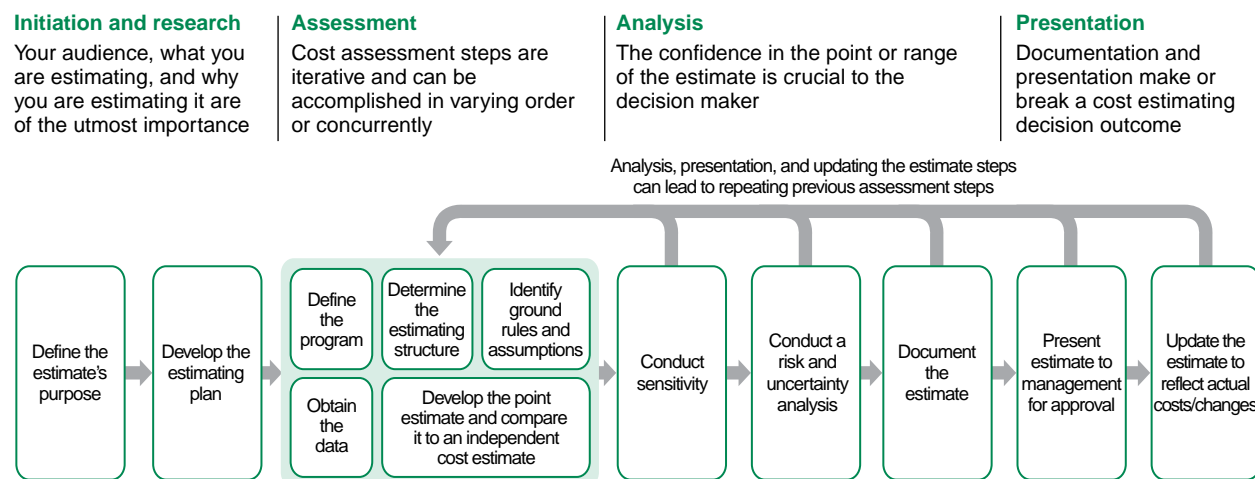 Initiation and research
Your audience, what you
are estimating, and why
you are estimating it are
of the utmost importance
Assessment
Cost assessment steps are
iterative and can be
accomplished in varying order
or concurrently
Analysis
The confidence in the point or range
of the estimate is crucial to the
decision maker
Presentation
Documentation and
presentation make or
break a cost estimating
decision outcome
Analysis, presentation, and updating the estimate steps
can lead to repeating previous assessment steps
Define the
estimate's
purpose
Develop the
estimating
plan
Define
the
program
Determine
the
estimating
structure
Identify
ground
rules and
assumptions
Obtain
the
data
Develop the point
estimate and compare
it to an independent
cost estimate
Conduct
sensitivity
Conduct a
risk and
uncertainty
analysis
Document
the
estimate
Present
estimate to
management
for approval
Update the
estimate to
reflect actual
costs/changes